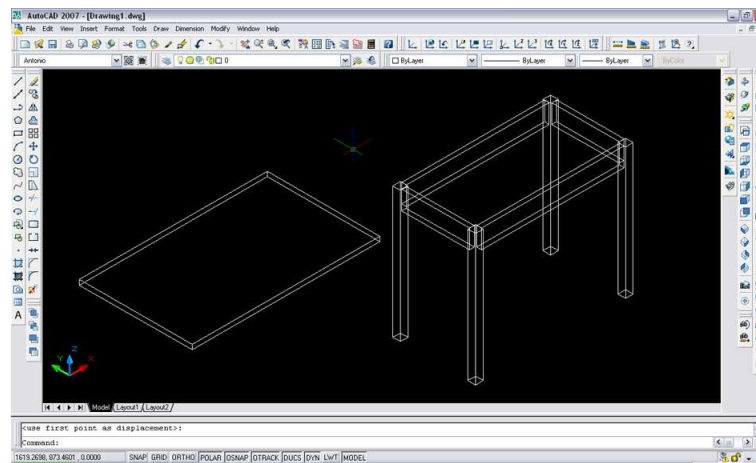 AutoCAD 2007 - [Drawing1.dwg]
File Edit View Insert Format Tools Draw Dimension Modify Window Help
Antonio 0 ByLayer ByLayer ByLayer ByColor
Z
Y X
Model Layout1 Layout2
<use first point as displacement>:
Command:
1619.2698, 873.4601 , 0.0000 SNAP GRID ORTHO POLAR OSNAP OTRACK DUCS DYN LWT MODEL